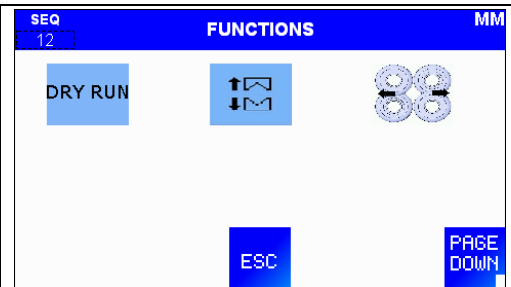 SEQ
12
FUNCTIONS
MM
DRY RUN
ESC
PAGE
DOWN